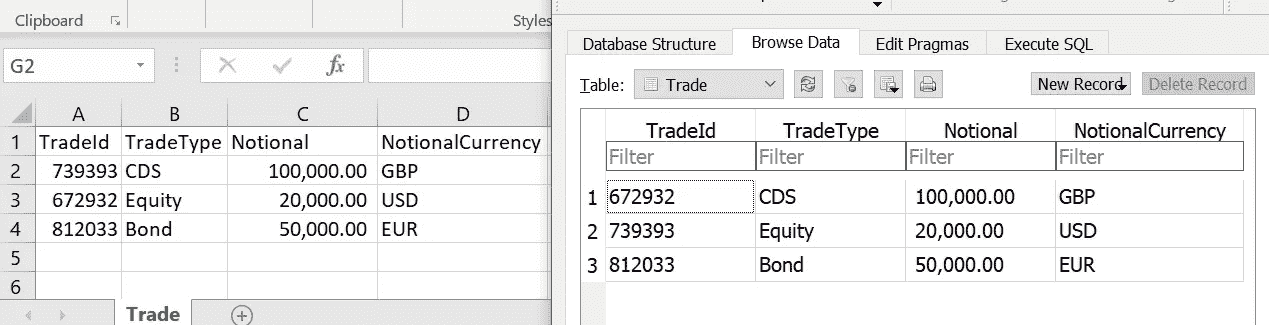 Clipboard
Styles
G2
fx
A B C D
1 TradeId TradeType Notional NotionalCurrency
2 739393 CDS 100,000.00 GBP
3 672932 Equity 20,000.00 USD
4 812033 Bond 50,000.00 EUR
5
6
Trade
Database Structure Browse Data Edit Pragmas Execute SQL
Table: Trade New Record Delete Record
TradeId TradeType Notional NotionalCurrency
Filter Filter Filter Filter
1 672932 CDS 100,000.00 GBP
2 739393 Equity 20,000.00 USD
3 812033 Bond 50,000.00 EUR